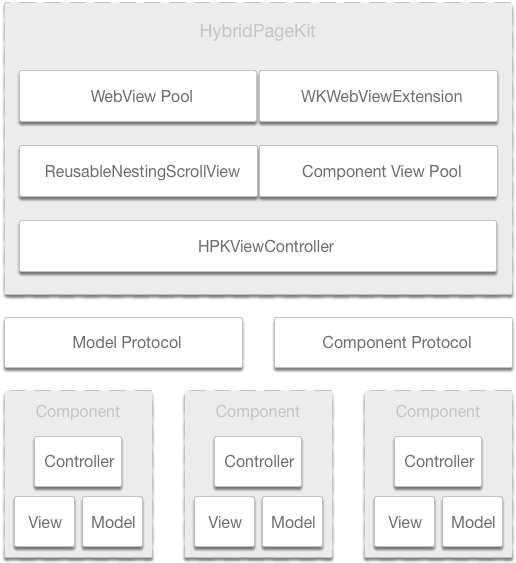 HybridPageKit
WebView Pool
WKWebViewExtension
ReusableNestingScrollView
Component View Pool
HPKViewController
Model Protocol
Component Protocol
Component
Component
Component
Controller
Controller
Controller
View
Model
View
Model
View
Model